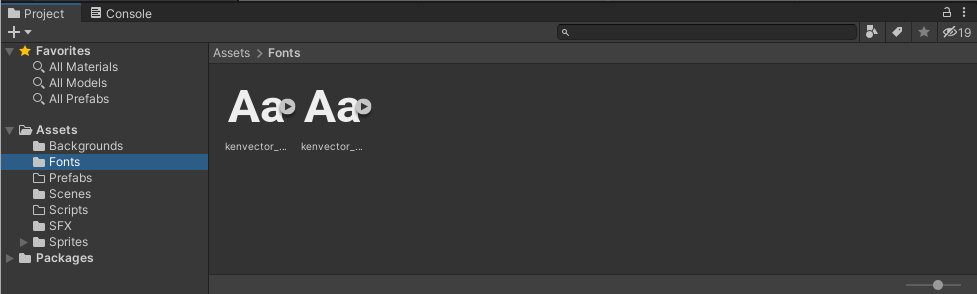 Project Console
19
Favorites
All Materials
All Models
All Prefabs
Assets
Backgrounds
Fonts
Prefabs
Scenes
Scripts
SFX
Sprites
Packages
Assets > Fonts
Aa Aa
kenvector_... kenvector_...